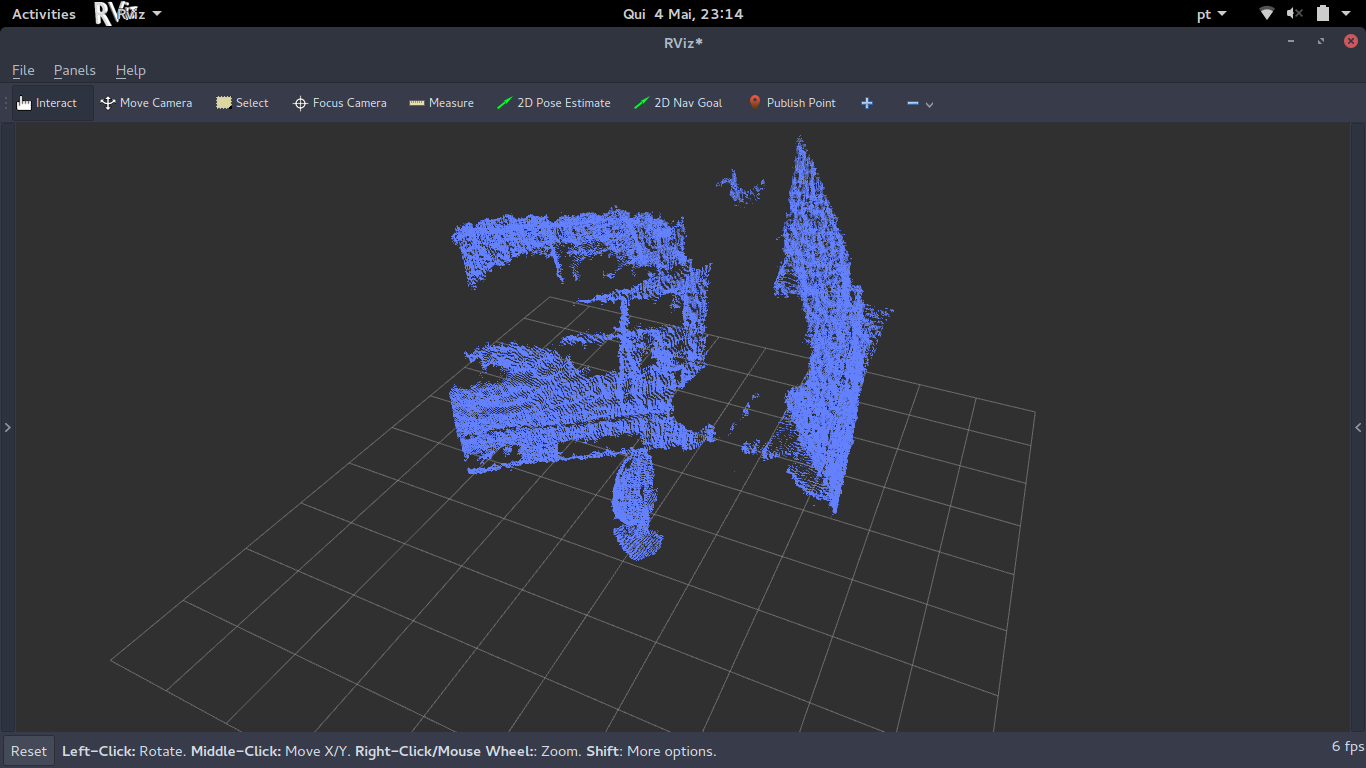 Activities RViz RViz Qui 4 Mai, 23:14 pt
RViz*
File Panels Help
Interact Move Camera Select Focus Camera Measure 2D Pose Estimate 2D Nav Goal Publish Point
Reset Left-Click: Rotate. Middle-Click: Move X/Y. Right-Click/Mouse Wheel:: Zoom. Shift: More options. 6 fps